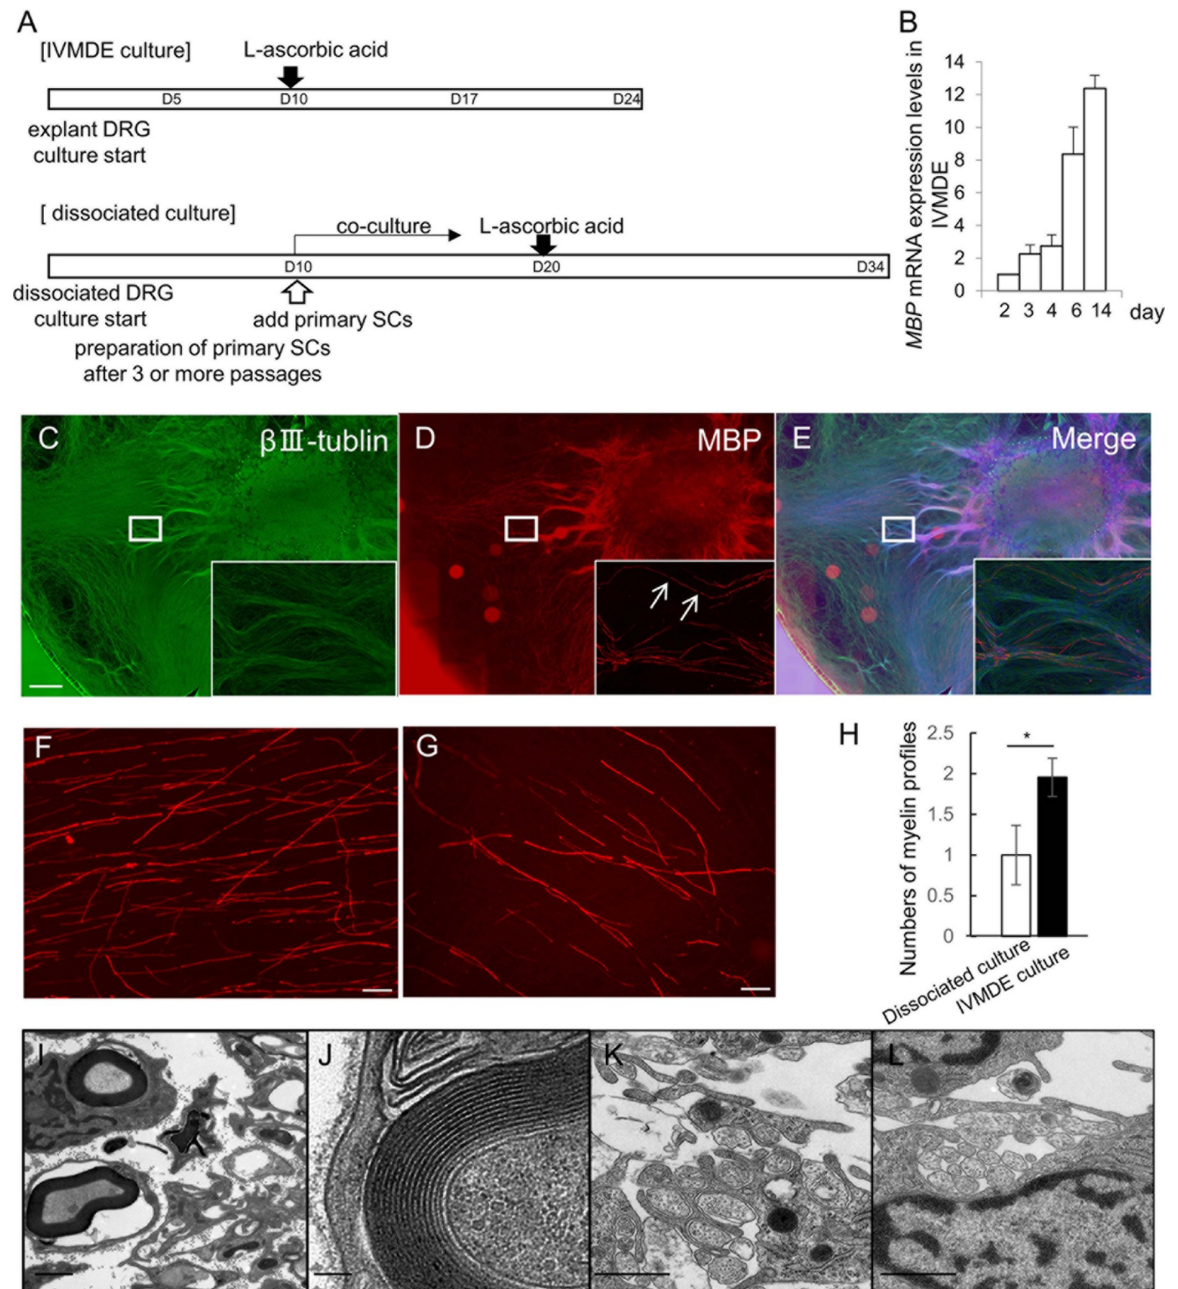 A
[IVMDE culture]
L-ascorbic acid
D5 D10 D17 D24
explant DRG
culture start
[ dissociated culture]
co-culture
L-ascorbic acid
D10 D20 D34
dissociated DRG
culture start
add primary SCs
preparation of primary SCs
after 3 or more passages
B
MBP mRNA expression levels in
IVMDE
14
12
10
8
6
4
2
0
2 3 4 6 14 day
C
βⅢ-tublin
D
MBP
E
Merge
F
G
H
Numbers of myelin profiles
2.5
2
1.5
1
0.5
0
*
Dissociated culture
IVMDE culture
I
J
K
L